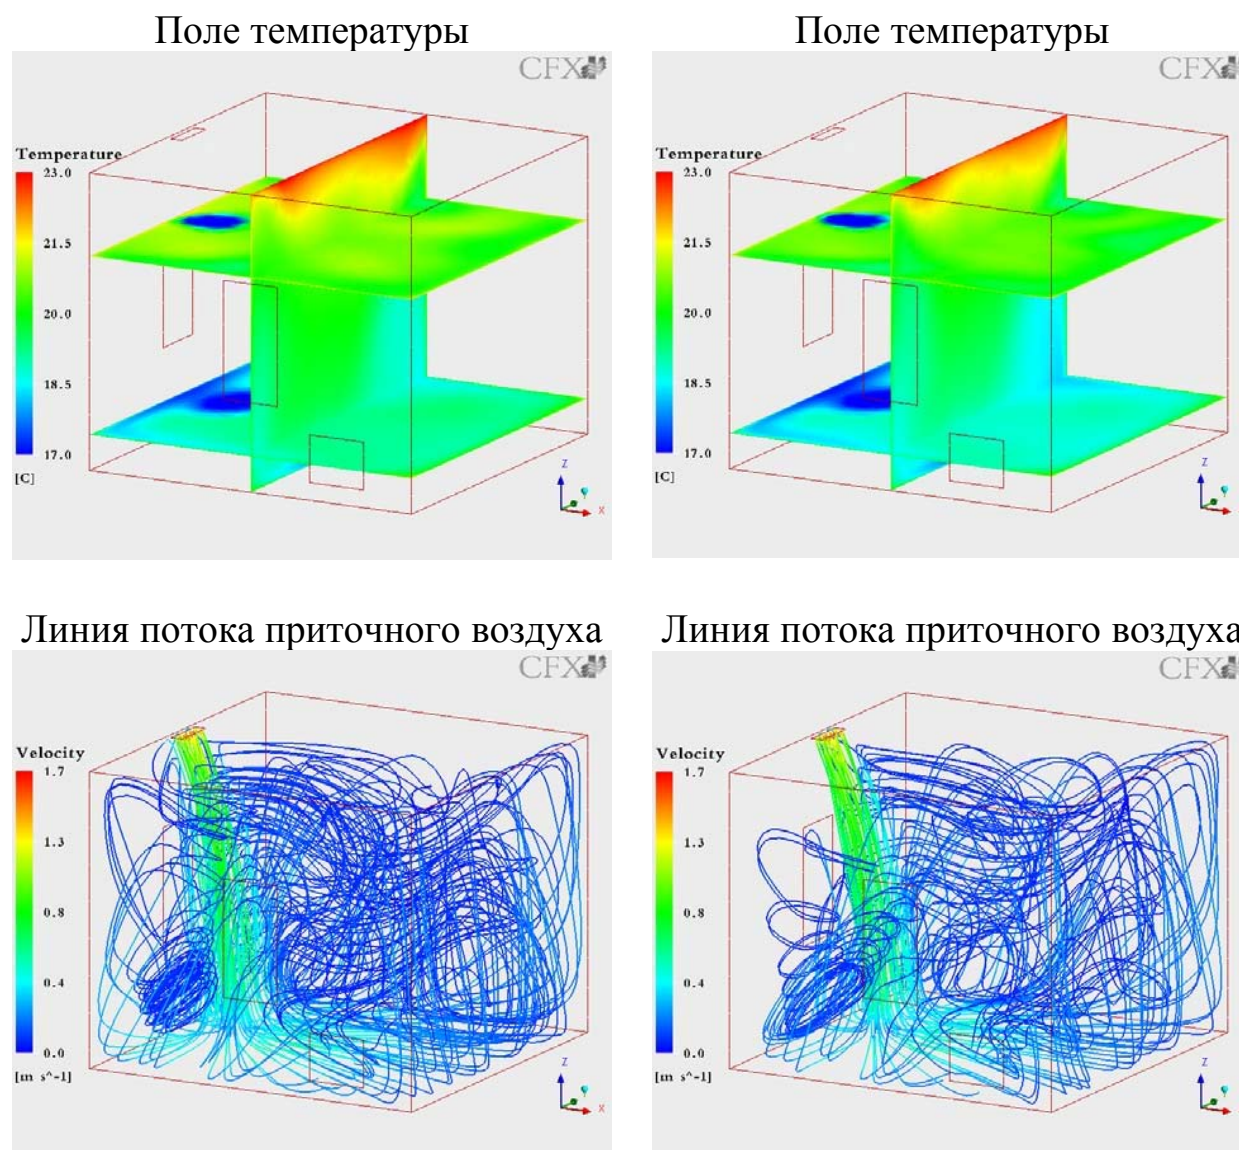 Поле температуры
Поле температуры
CFX
CFX
Temperature
23.0
21.5
20.0
18.5
17.0
[C]
Z
Y
X
Temperature
23.0
21.5
20.0
18.5
17.0
[C]
Z
Y
Линия потока приточного воздуха
Линия потока приточного воздуха
CFX
CFX
Velocity
1.7
1.3
0.8
0.4
0.0
[m s^-1]
Z
Y
X
Velocity
1.7
1.3
0.8
0.4
0.0
[m s^-1]
Z
Y